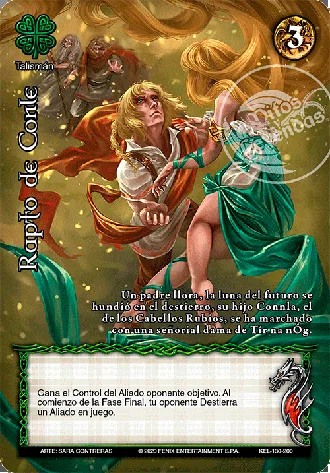 3
Talismán
Mitos
Leyendas
Rapto de Conle
Un padre llora, la luna del futuro se
hundió en el destierro, su hijo Connla, el
de los Cabellos Rubios, se ha marchado
con una señorial dama de Tír na nÓg.
Gana el Control del Aliado oponente objetivo. Al
comienzo de la Fase Final, tu oponente Destierra
un Aliado en juego.
ARTE: SARA CONTRERAS
© 2023 FENIX ENTERTAINMENT S.P.A.